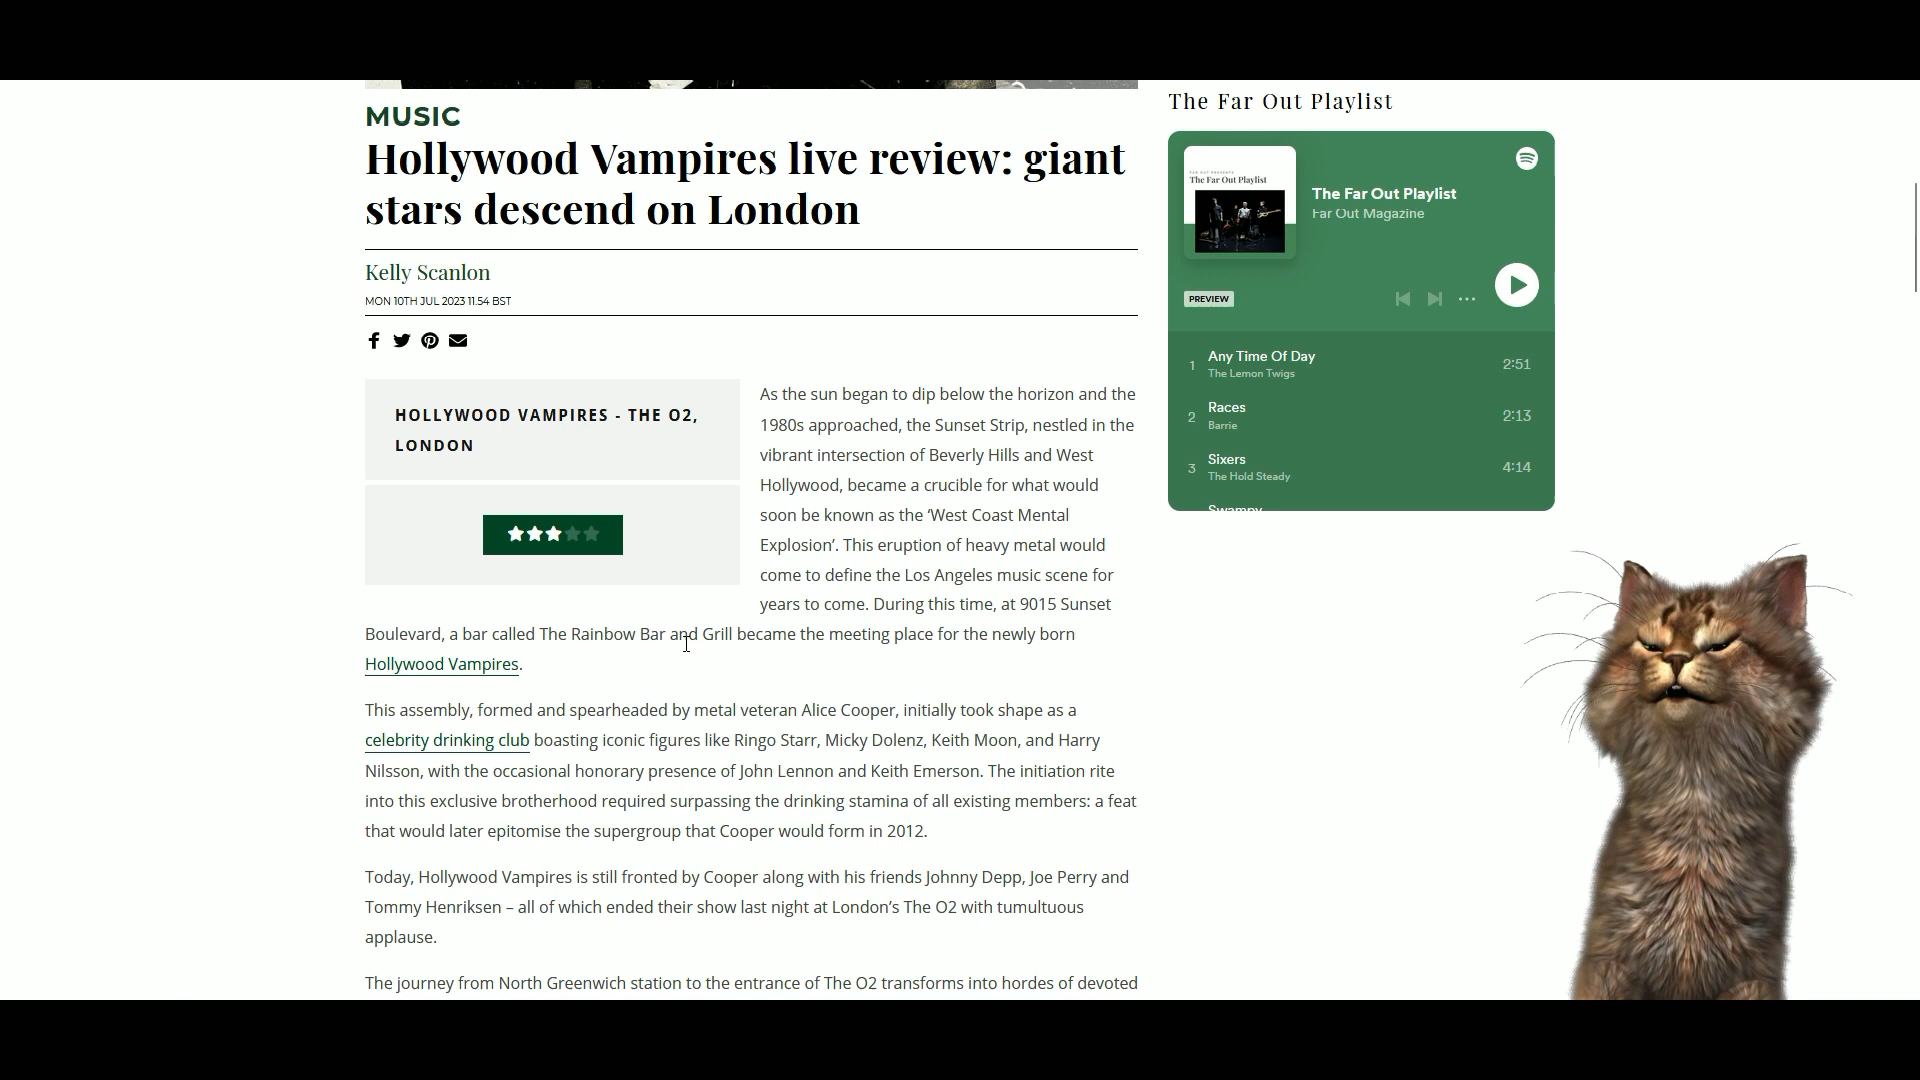 MUSIC
Hollywood Vampires live review: giant
stars descend on London
Kelly Scanlon
MON 10TH JUL 2023 11.54 BST
HOLLYWOOD VAMPIRES - THE O2,
LONDON
As the sun began to dip below the horizon and the
1980s approached, the Sunset Strip, nestled in the
vibrant intersection of Beverly Hills and West
Hollywood, became a crucible for what would
soon be known as the ‘West Coast Mental
Explosion’. This eruption of heavy metal would
come to define the Los Angeles music scene for
years to come. During this time, at 9015 Sunset
Boulevard, a bar called The Rainbow Bar and Grill became the meeting place for the newly born
Hollywood Vampires.
This assembly, formed and spearheaded by metal veteran Alice Cooper, initially took shape as a
celebrity drinking club boasting iconic figures like Ringo Starr, Micky Dolenz, Keith Moon, and Harry
Nilsson, with the occasional honorary presence of John Lennon and Keith Emerson. The initiation rite
into this exclusive brotherhood required surpassing the drinking stamina of all existing members: a feat
that would later epitomise the supergroup that Cooper would form in 2012.
Today, Hollywood Vampires is still fronted by Cooper along with his friends Johnny Depp, Joe Perry and
Tommy Henriksen – all of which ended their show last night at London’s The O2 with tumultuous
applause.
The journey from North Greenwich station to the entrance of The O2 transforms into hordes of devoted
The Far Out Playlist
FAR OUT PRESENTS
The Far Out Playlist
The Far Out Playlist
Far Out Magazine
PREVIEW
1 Any Time Of Day 2:51
The Lemon Twigs
2 Races 2:13
Barrie
3 Sixers 4:14
The Hold Steady
Swampy